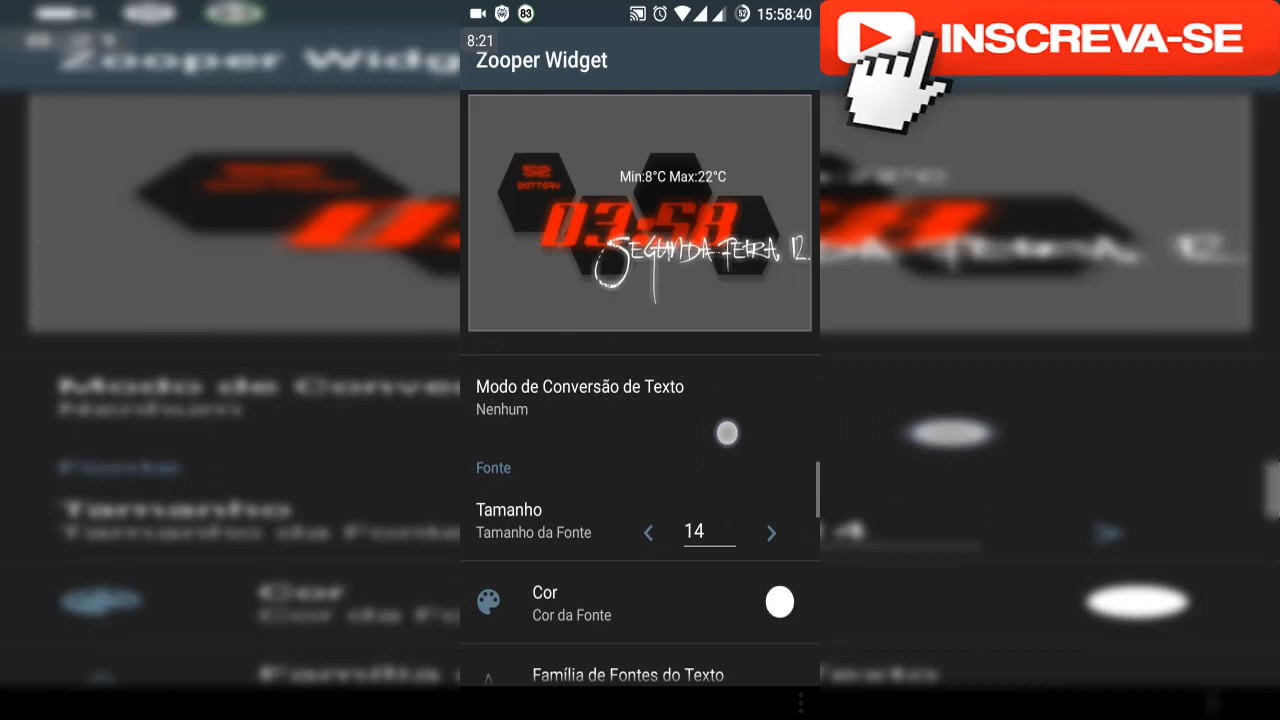 83
52
15:58:40
INSCREVA-SE
8:21
Zooper Widget
52
BATTERY
Min:8°C Max:22°C
03:58
SEGUNDA-FEIRA, 12.
Modo de Conversão de Texto
Nenhum
Fonte
Tamanho
Tamanho da Fonte
14
Cor
Cor da Fonte
Família de Fontes do Texto